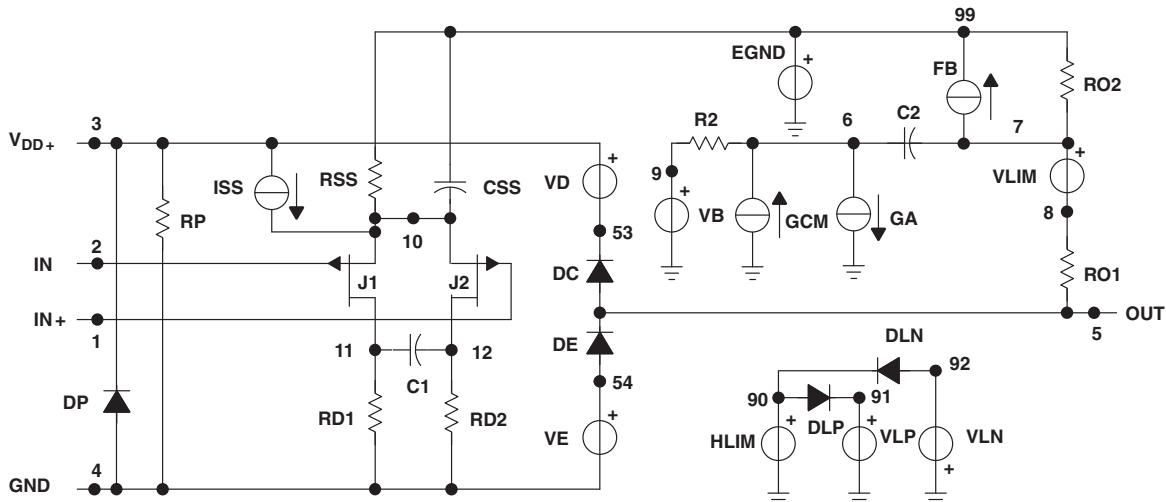 99
EGND
+
FB
RO2
3
VDD+
R2
6
C2
7
+
ISS
RSS
CSS
VD
+
9
+
VB
GCM
GA
VLIM
8
RP
2
IN
10
53
J1
J2
DC
RO1
IN+
1
OUT
5
11
12
DE
DLN
C1
54
92
DP
90
91
RD1
RD2
+
DLP
+
+
VE
HLIM
VLP
VLN
+
4
GND